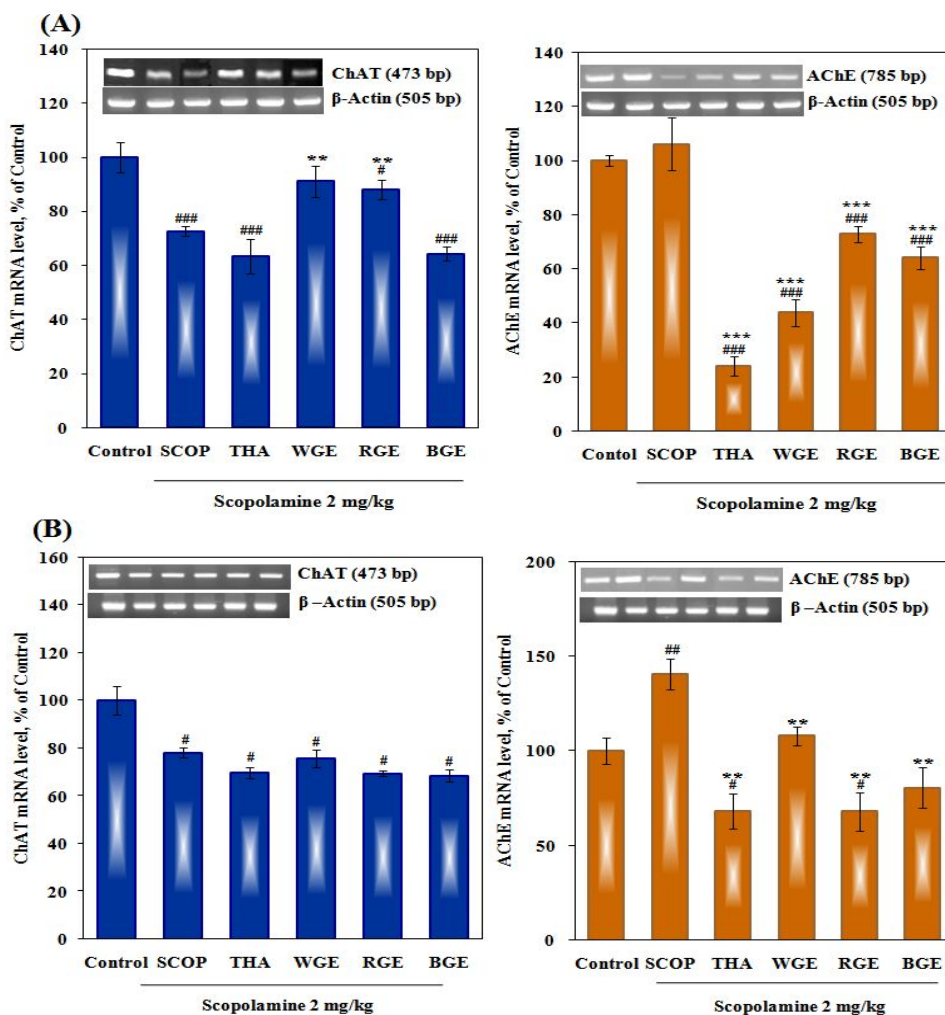 (A)
140
120
100
80
60
40
20
0
ChAT mRNA level, % of Control
ChAT (473 bp)
β-Actin (505 bp)
###
###
**
**
#
###
Control SCOP THA WGE RGE BGE
Scopolamine 2 mg/kg
140
120
100
80
60
40
20
0
AChE mRNA level, % of Control
AChE (785 bp)
β-Actin (505 bp)
***
###
***
###
***
###
***
###
Contol SCOP THA WGE RGE BGE
Scopolamine 2 mg/kg
(B)
160
140
120
100
80
60
40
20
0
ChAT mRNA level, % of Control
ChAT (473 bp)
β –Actin (505 bp)
#
#
#
#
#
Control SCOP THA WGE RGE BGE
Scopolamine 2 mg/kg
200
150
100
50
0
AChE mRNA level, % of Control
AChE (785 bp)
β –Actin (505 bp)
##
**
#
**
**
#
**
Control SCOP THA WGE RGE BGE
Scopolamine 2 mg/kg